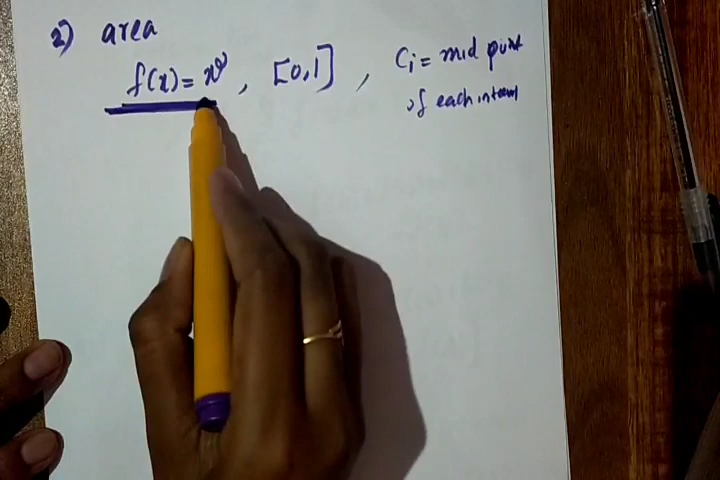 2) area
f(x) = x², [0,1], Ci = mid point
of each interval